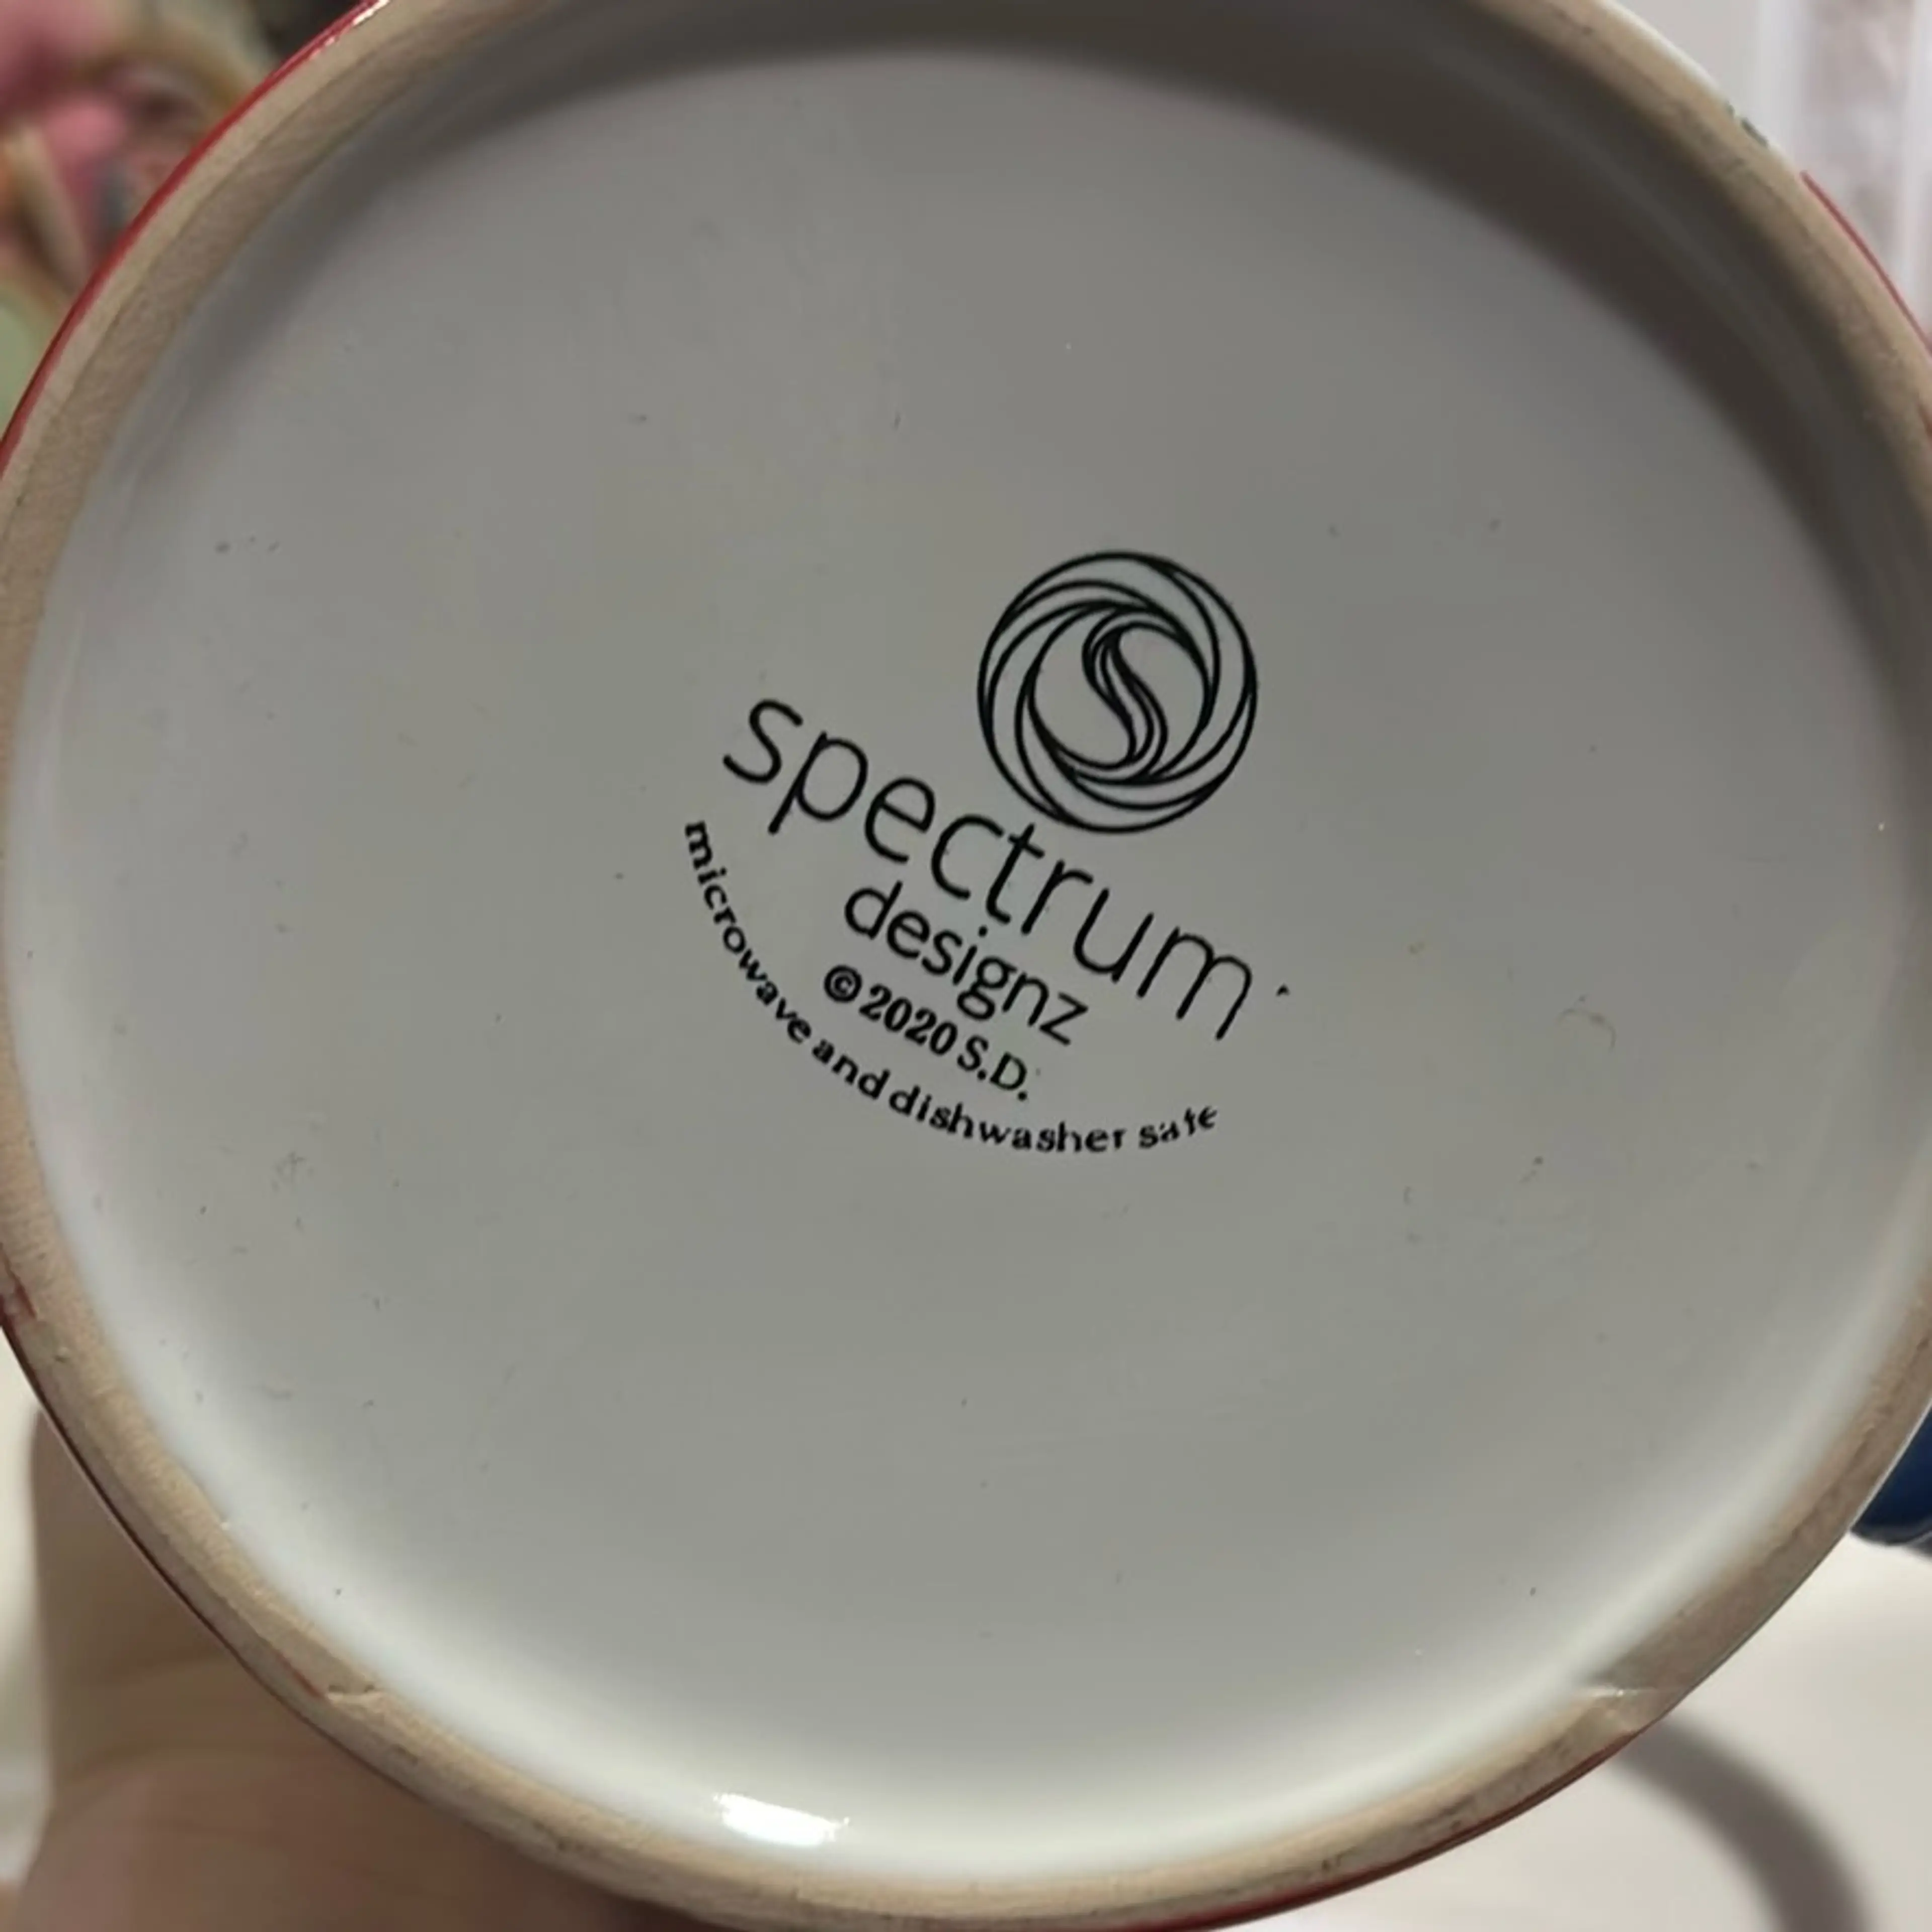 S
spectrum
designz
©2020 S.D.
microwave and dishwasher safe